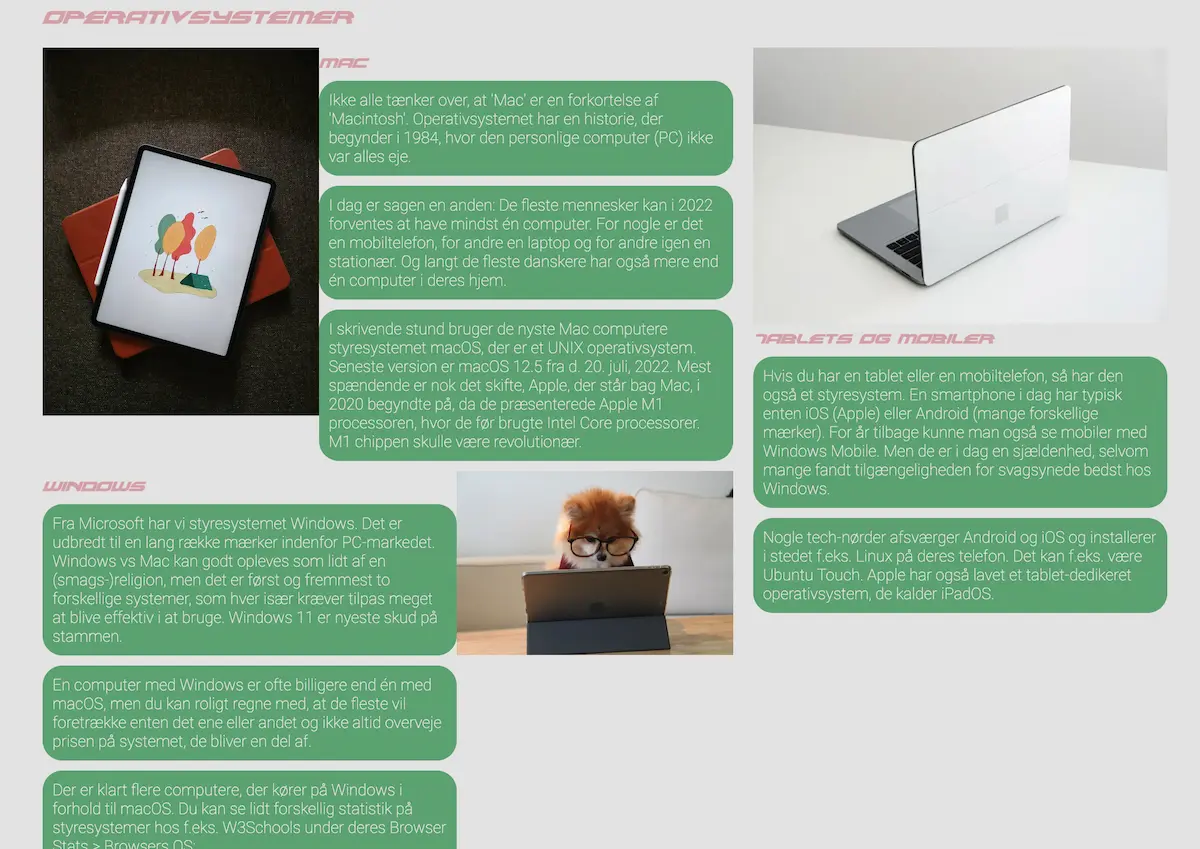 OPERATIVSYSTEMER
MAC
Ikke alle tænker over, at 'Mac' er en forkortelse af
'Macintosh'. Operativsystemet har en historie, der
begynder i 1984, hvor den personlige computer (PC) ikke
var alles eje.
I dag er sagen en anden: De fleste mennesker kan i 2022
forventes at have mindst én computer. For nogle er det
en mobiltelefon, for andre en laptop og for andre igen en
stationær. Og langt de fleste danskere har også mere end
én computer i deres hjem.
I skrivende stund bruger de nyste Mac computere
styresystemet macOS, der er et UNIX operativsystem.
Seneste version er macOS 12.5 fra d. 20. juli, 2022. Mest
spændende er nok det skifte, Apple, der står bag Mac, i
2020 begyndte på, da de præsenterede Apple M1
processoren, hvor de før brugte Intel Core processorer.
M1 chippen skulle være revolutionær.
WINDOWS
Fra Microsoft har vi styresystemet Windows. Det er
udbredt til en lang række mærker indenfor PC-markedet.
Windows vs Mac kan godt opleves som lidt af en
(smags-)religion, men det er først og fremmest to
forskellige systemer, som hver især kræver tilpas meget
at blive effektiv i at bruge. Windows 11 er nyeste skud på
stammen.
En computer med Windows er ofte billigere end én med
macOS, men du kan roligt regne med, at de fleste vil
foretrække enten det ene eller andet og ikke altid overveje
prisen på systemet, de bliver en del af.
Der er klart flere computere, der kører på Windows i
forhold til macOS. Du kan se lidt forskellig statistik på
styresystemer hos f.eks. W3Schools under deres Browser
Stats > Browsers OS:
TABLETS OG MOBILER
Hvis du har en tablet eller en mobiltelefon, så har den
også et styresystem. En smartphone i dag har typisk
enten iOS (Apple) eller Android (mange forskellige
mærker). For år tilbage kunne man også se mobiler med
Windows Mobile. Men de er i dag en sjældenhed, selvom
mange fandt tilgængeligheden for svagsynede bedst hos
Windows.
Nogle tech-nørder afsværger Android og iOS og installerer
i stedet f.eks. Linux på deres telefon. Det kan f.eks. være
Ubuntu Touch. Apple har også lavet et tablet-dedikeret
operativsystem, de kalder iPadOS.